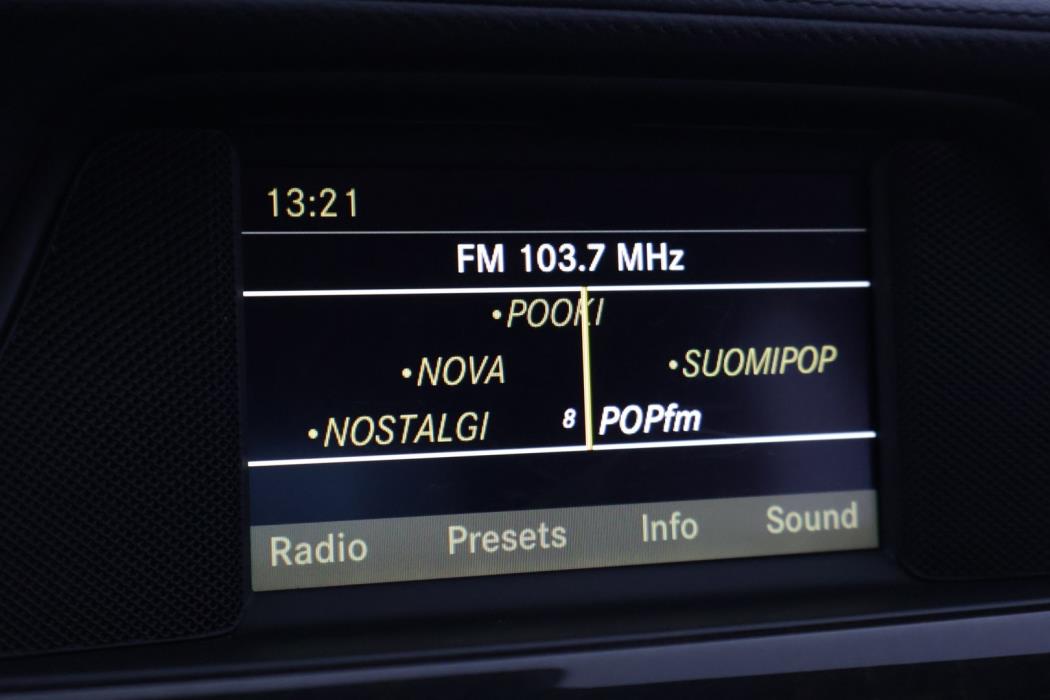 13:21
FM 103.7 MHz
•POOKI
•NOVA •SUOMIPOP
•NOSTALGI 8 POPfm
Radio Presets Info Sound